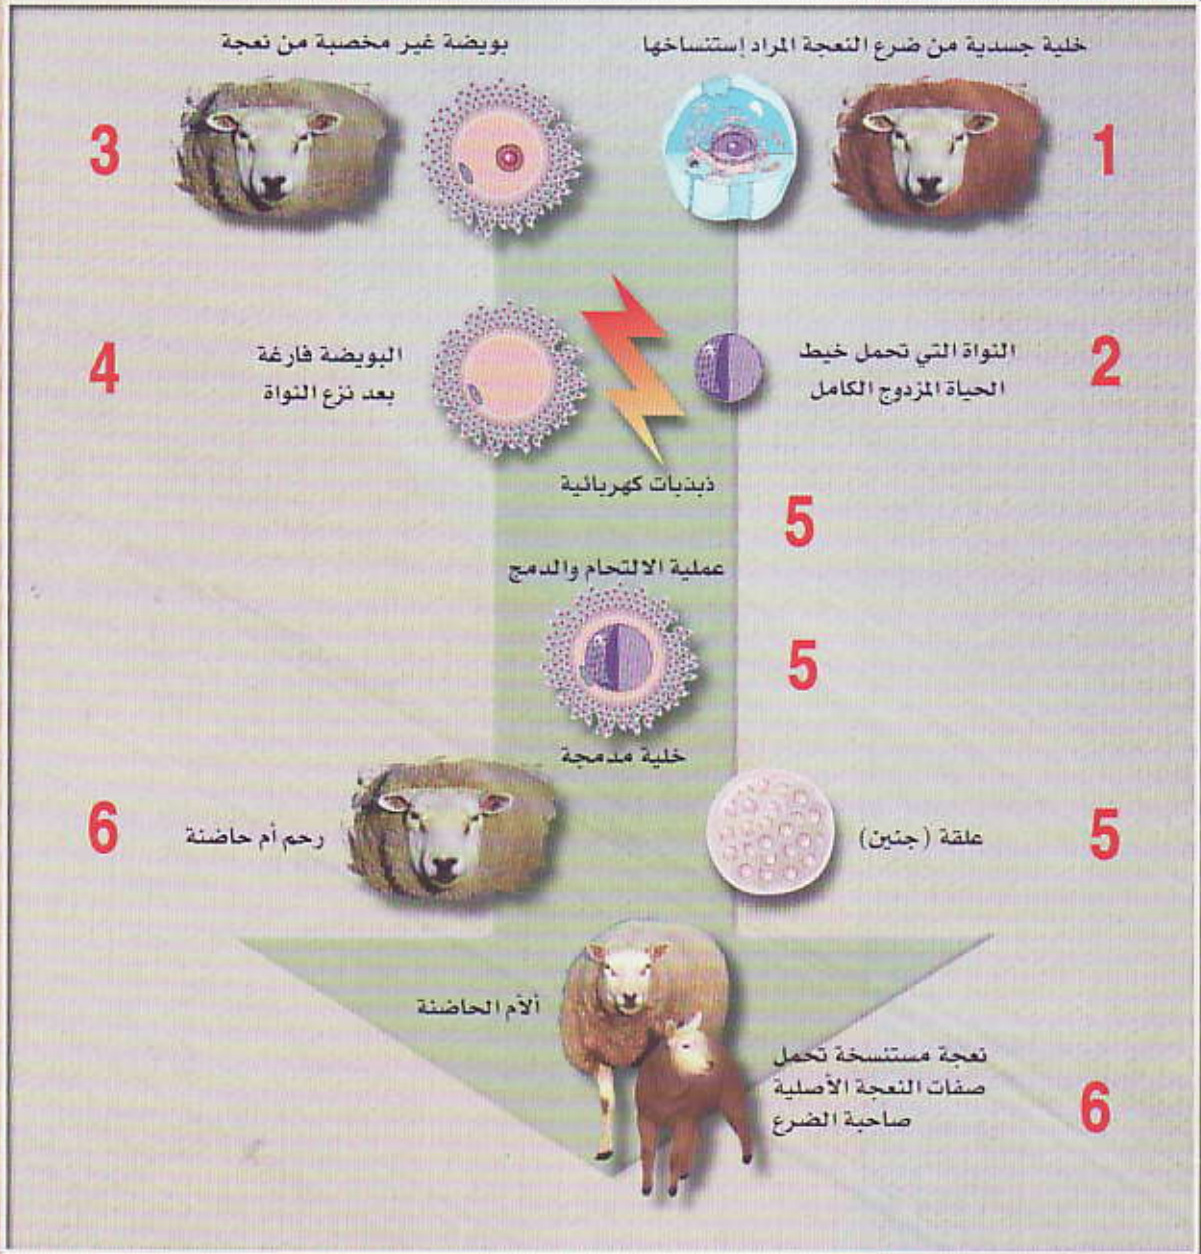 خلية جسدية من ضرع النعجة المراد إستنساخها
بويضة غير مخصبة من نعجة
1
3
النواة التي تحمل خيط
الحياة المزدوج الكامل
2
البويضة فارغة
بعد نزع النواة
4
ذبذبات كهربائية
5
عملية الالتحام والدمج
5
خلية مدمجة
علقة (جنين)
5
رحم أم حاضنة
6
ألأم الحاضنة
نعجة مستنسخة تحمل
صفات النعجة الأصلية
صاحبة الضرع
6